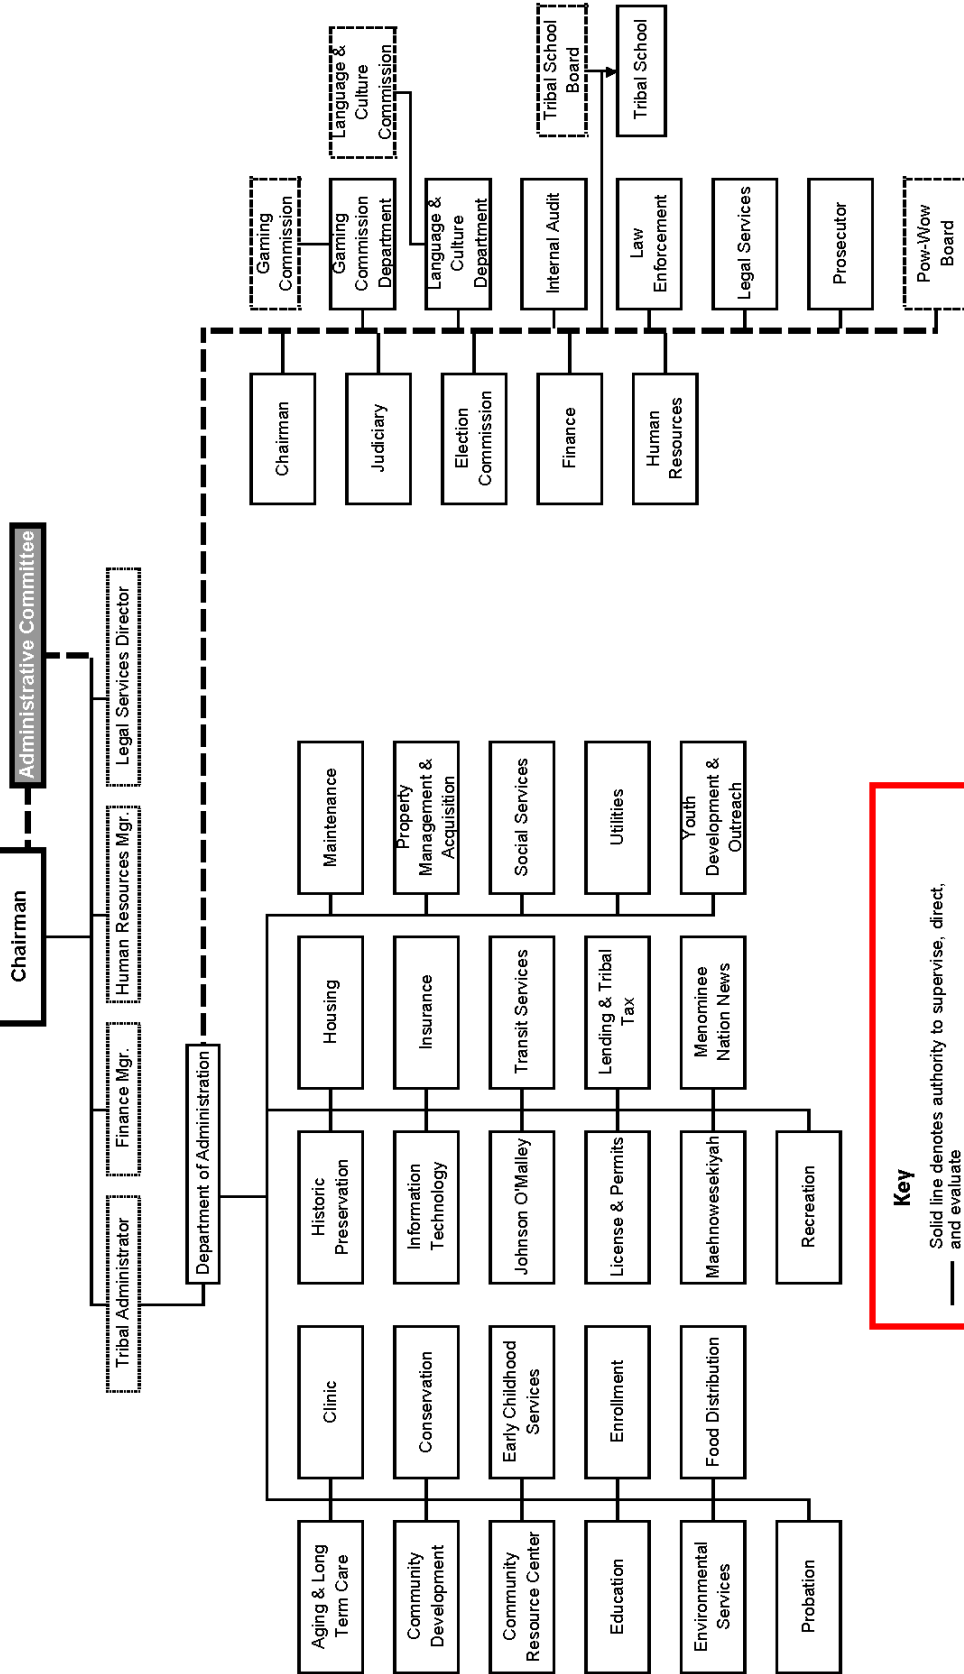 Chairman
Administrative Committee
Tribal Administrator
Finance Mgr.
Human Resources Mgr.
Legal Services Director
Department of Administration
Aging & Long
Term Care
Clinic
Community
Development
Conservation
Community
Resource Center
Early Childhood
Services
Education
Enrollment
Environmental
Services
Food Distribution
Probation
Historic
Preservation
Housing
Information
Technology
Insurance
Johnson O'Malley
Transit Services
License & Permits
Lending & Tribal
Tax
Maehnowesekiyah
Menominee
Nation News
Recreation
Maintenance
Property
Management &
Acquisition
Social Services
Utilities
Youth
Development &
Outreach
Chairman
Judiciary
Election
Commission
Finance
Human
Resources
Gaming
Commission
Gaming
Commission
Department
Language &
Culture
Commission
Language &
Culture
Department
Internal Audit
Tribal School
Board
Tribal School
Law
Enforcement
Legal Services
Prosecutor
Pow-Wow
Board
Key
Solid line denotes authority to supervise, direct,
and evaluate